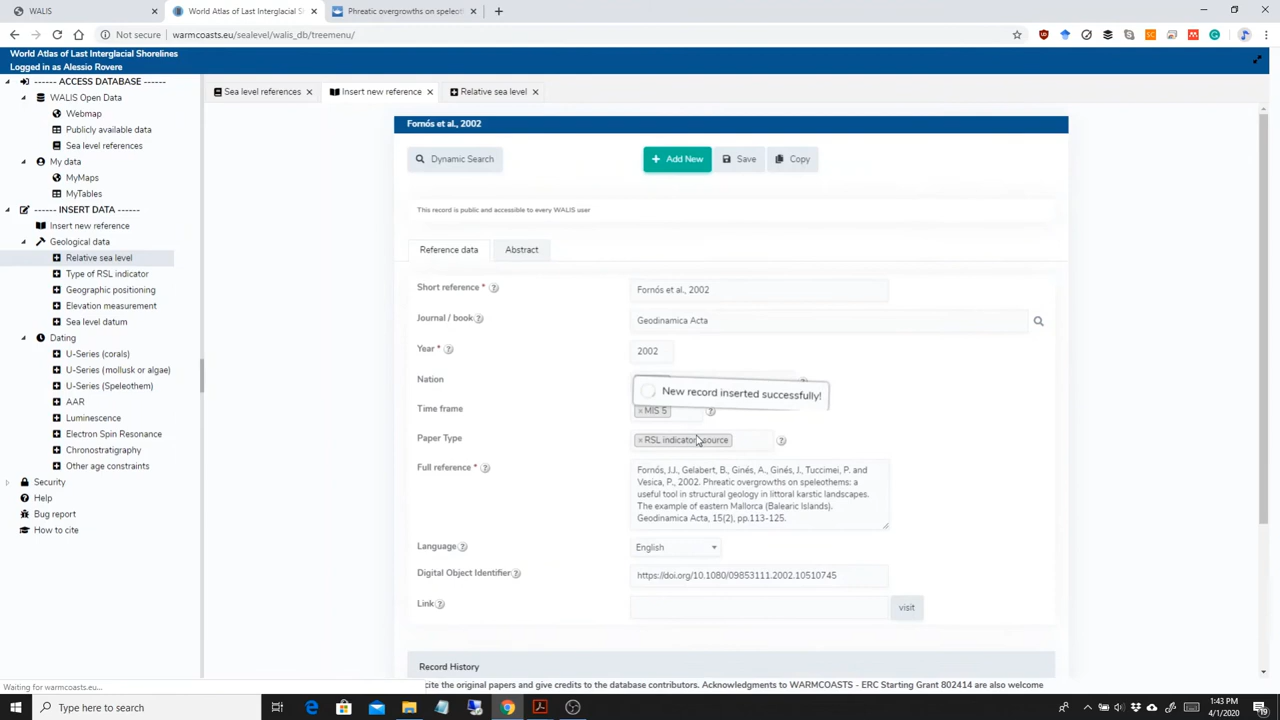 WALIS
World Atlas of Last Interglacial Sh
Phreatic overgrowths on speleoth
Not secure
warmcoasts.eu/sealevel/walis_db/treemenu/
World Atlas of Last Interglacial Shorelines
Logged in as Alessio Rovere
------ ACCESS DATABASE ------
WALIS Open Data
Webmap
Publicly available data
Sea level references
My data
MyMaps
MyTables
---- INSERT DATA ------
Insert new reference
Geological data
Relative sea level
Type of RSL indicator
Geographic positioning
Elevation measurement
Sea level datum
Dating
U-Series (corals)
U-Series (mollusk or algae)
U-Series (Speleothem)
AAR
Luminescence
Electron Spin Resonance
Chronostratigraphy
Other age constraints
Security
Help
Bug report
How to cite
Sea level references
Insert new reference
Relative sea level
Fornós et al., 2002
Dynamic Search
Add New
Save
Copy
This record is public and accessible to every WALIS user
Reference data
Abstract
Short reference *
Fornós et al., 2002
Journal / book
Geodinamica Acta
Year *
2002
Nation
New record inserted successfully!
Time frame
× MIS 5
Paper Type
× RSL indicator source
Full reference *
Fornós, J.J., Gelabert, B., Ginés, A., Ginés, J., Tuccimei, P. and
Vesica, P., 2002. Phreatic overgrowths on speleothems: a
useful tool in structural geology in littoral karstic landscapes.
The example of eastern Mallorca (Balearic Islands).
Geodinamica Acta, 15(2), pp.113-125.
Language
English
Digital Object Identifier
https://doi.org/10.1080/09853111.2002.10510745
Link
visit
Record History
Waiting for warmcoasts.eu...
cite the original papers and give credits to the database contributors. Acknowledgments to WARMCOASTS - ERC Starting Grant 802414 are also welcome
Type here to search
1:43 PM
4/1/2020
19